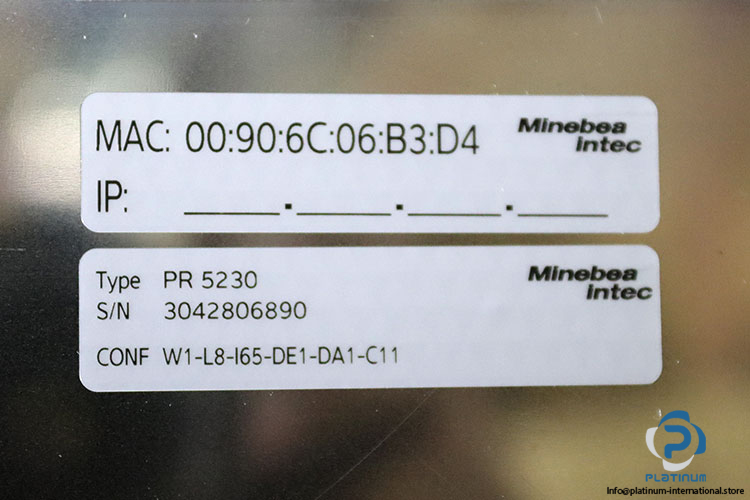 MAC: 00:90:6C:06:B3:D4
Minebea
intec
IP: ____.____.____.____
Type PR 5230
Minebea
intec
S/N 3042806890
CONF W1-L8-I65-DE1-DA1-C11
PLATINUM
Info@platinum-international.store